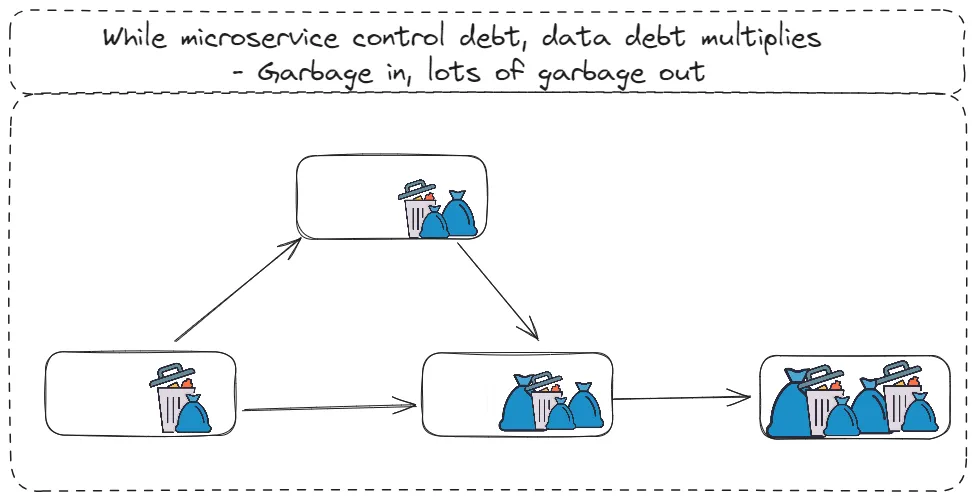 While microservice control debt, data debt multiplies
- Garbage in, lots of garbage out